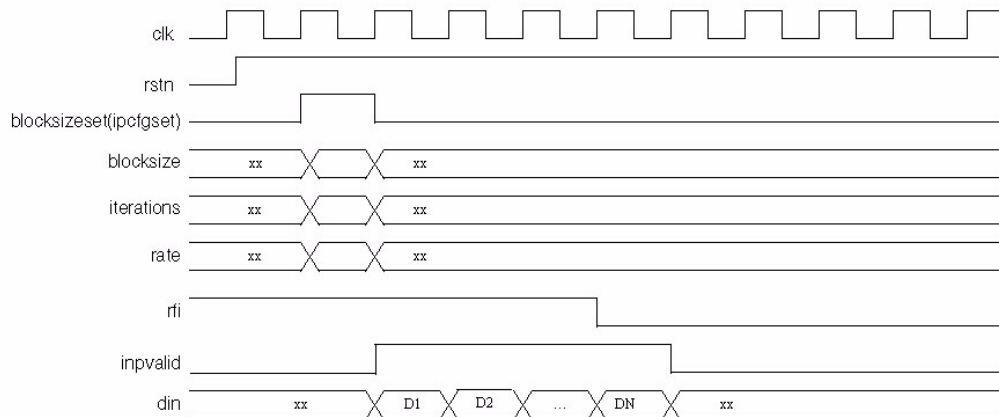 clk
rstn
blocksizeset(ipcfgset)
blocksize xx xx
iterations xx xx
rate xx xx
rfi
inpvalid
din xx D1 D2 ... DN xx